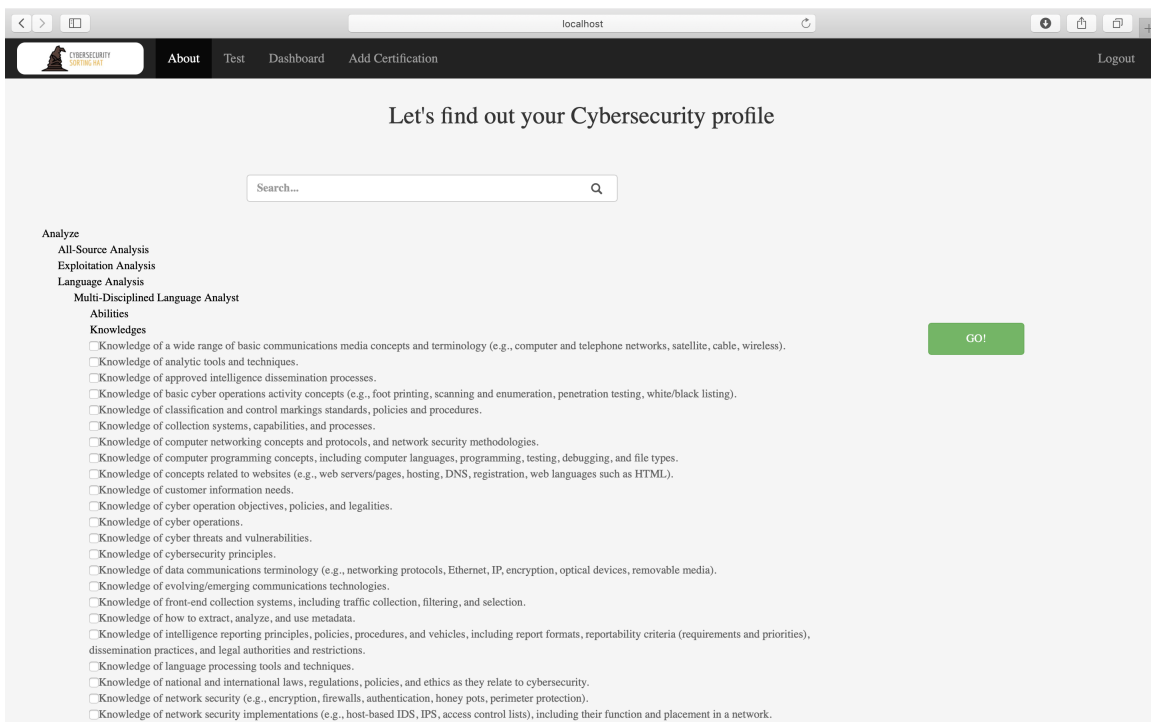 localhost
CYBERSECURITY
SORTING HAT
About Test Dashboard Add Certification Logout
Let's find out your Cybersecurity profile
Search...
Analyze
All-Source Analysis
Exploitation Analysis
Language Analysis
Multi-Disciplined Language Analyst
Abilities
Knowledges
GO!
Knowledge of a wide range of basic communications media concepts and terminology (e.g., computer and telephone networks, satellite, cable, wireless).
Knowledge of analytic tools and techniques.
Knowledge of approved intelligence dissemination processes.
Knowledge of basic cyber operations activity concepts (e.g., foot printing, scanning and enumeration, penetration testing, white/black listing).
Knowledge of classification and control markings standards, policies and procedures.
Knowledge of collection systems, capabilities, and processes.
Knowledge of computer networking concepts and protocols, and network security methodologies.
Knowledge of computer programming concepts, including computer languages, programming, testing, debugging, and file types.
Knowledge of concepts related to websites (e.g., web servers/pages, hosting, DNS, registration, web languages such as HTML).
Knowledge of customer information needs.
Knowledge of cyber operation objectives, policies, and legalities.
Knowledge of cyber operations.
Knowledge of cyber threats and vulnerabilities.
Knowledge of cybersecurity principles.
Knowledge of data communications terminology (e.g., networking protocols, Ethernet, IP, encryption, optical devices, removable media).
Knowledge of evolving/emerging communications technologies.
Knowledge of front-end collection systems, including traffic collection, filtering, and selection.
Knowledge of how to extract, analyze, and use metadata.
Knowledge of intelligence reporting principles, policies, procedures, and vehicles, including report formats, reportability criteria (requirements and priorities),
dissemination practices, and legal authorities and restrictions.
Knowledge of language processing tools and techniques.
Knowledge of national and international laws, regulations, policies, and ethics as they relate to cybersecurity.
Knowledge of network security (e.g., encryption, firewalls, authentication, honey pots, perimeter protection).
Knowledge of network security implementations (e.g., host-based IDS, IPS, access control lists), including their function and placement in a network.